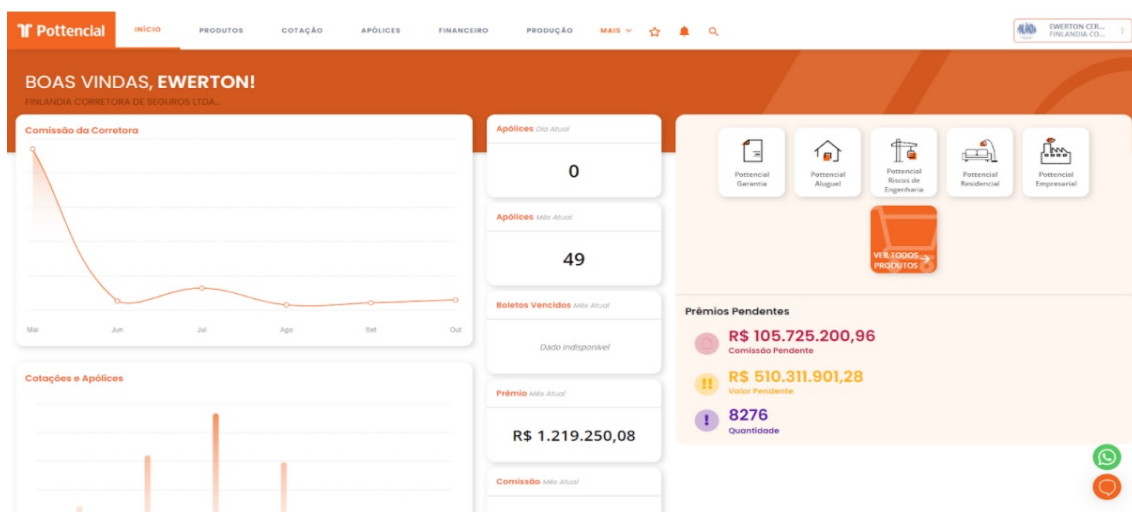 Pottencial
INÍCIO
PRODUTOS
COTAÇÃO
APÓLICES
FINANCEIRO
PRODUÇÃO
MAIS
EWERTON CER...
FINLANDIA CO...
BOAS VINDAS, EWERTON!
FINLANDIA CORRETORA DE SEGUROS LTDA...
Comissão da Corretora
Mai Jun Jul Ago Set Out
Cotações e Apólices
Apólices Dia Atual
0
Apólices Mês Atual
49
Boletos Vencidos Mês Atual
Dado indisponível
Prêmio Mês Atual
R$ 1.219.250,08
Comissão Mês Atual
Pottencial
Garantia
Pottencial
Aluguel
Pottencial
Riscos de
Engenharia
Pottencial
Residencial
Pottencial
Empresarial
VER TODOS
PRODUTOS
Prêmios Pendentes
R$ 105.725.200,96
Comissão Pendente
R$ 510.311.901,28
Valor Pendente
8276
Quantidade